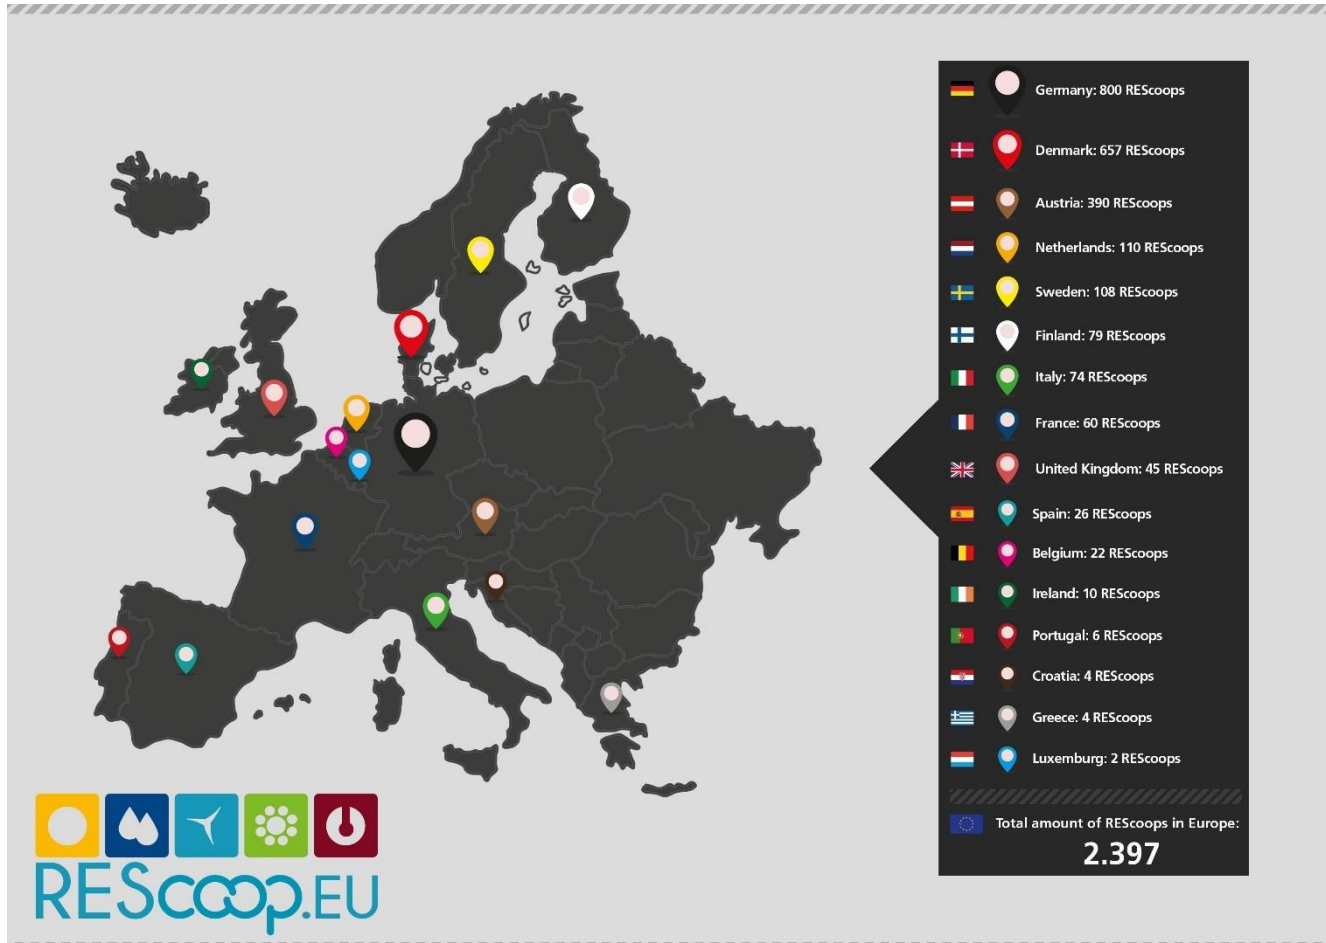 Germany: 800 REScoops
Denmark: 657 REScoops
Austria: 390 REScoops
Netherlands: 110 REScoops
Sweden: 108 REScoops
Finland: 79 REScoops
Italy: 74 REScoops
France: 60 REScoops
United Kingdom: 45 REScoops
Spain: 26 REScoops
Belgium: 22 REScoops
Ireland: 10 REScoops
Portugal: 6 REScoops
Croatia: 4 REScoops
Greece: 4 REScoops
Luxemburg: 2 REScoops
Total amount of REScoops in Europe:
2.397
REScoop.EU